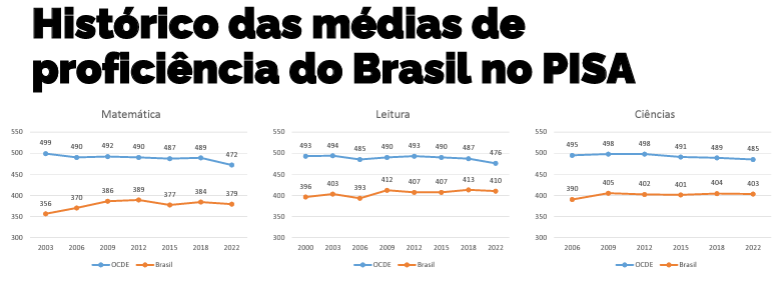 Histórico das médias de
proficiência do Brasil no PISA
Matemática
550
500
450
400
350
300
499 490 492 490 487 489 472
356 370 386 389 377 384 379
2003 2006 2009 2012 2015 2018 2022
OCDE Brasil
Leitura
550
500
450
400
350
300
493 494 485 490 493 490 487 476
396 403 393 412 407 407 413 410
2000 2003 2006 2009 2012 2015 2018 2022
OCDE Brasil
Ciências
550
500
450
400
350
300
495 498 498 491 489 485
390 405 402 401 404 403
2006 2009 2012 2015 2018 2022
OCDE Brasil